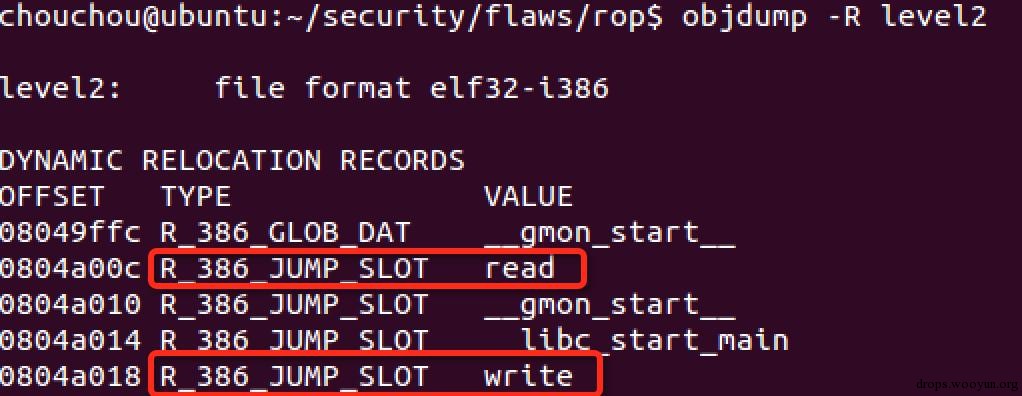 chouchou@ubuntu:~/security/flaws/rop$ objdump -R level2
level2:     file format elf32-i386
DYNAMIC RELOCATION RECORDS
OFFSET   TYPE              VALUE
08049ffc R_386_GLOB_DAT    __gmon_start__
0804a00c R_386_JUMP_SLOT   read
0804a010 R_386_JUMP_SLOT   __gmon_start__
0804a014 R_386_JUMP_SLOT   __libc_start_main
0804a018 R_386_JUMP_SLOT   write
drops.wooyun.org